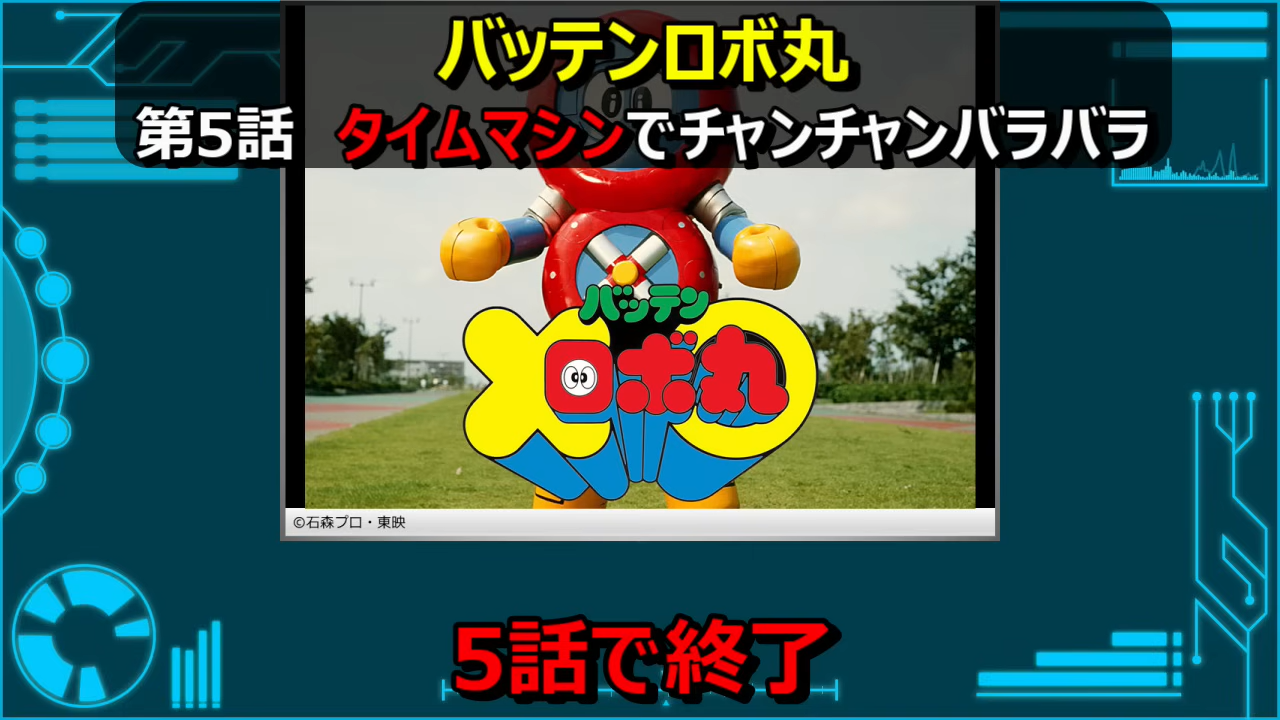 バッテンロボ丸
第5話 タイムマシンでチャンチャンバラバラ
バッテン
ロボ丸
©石森プロ・東映
5話で終了